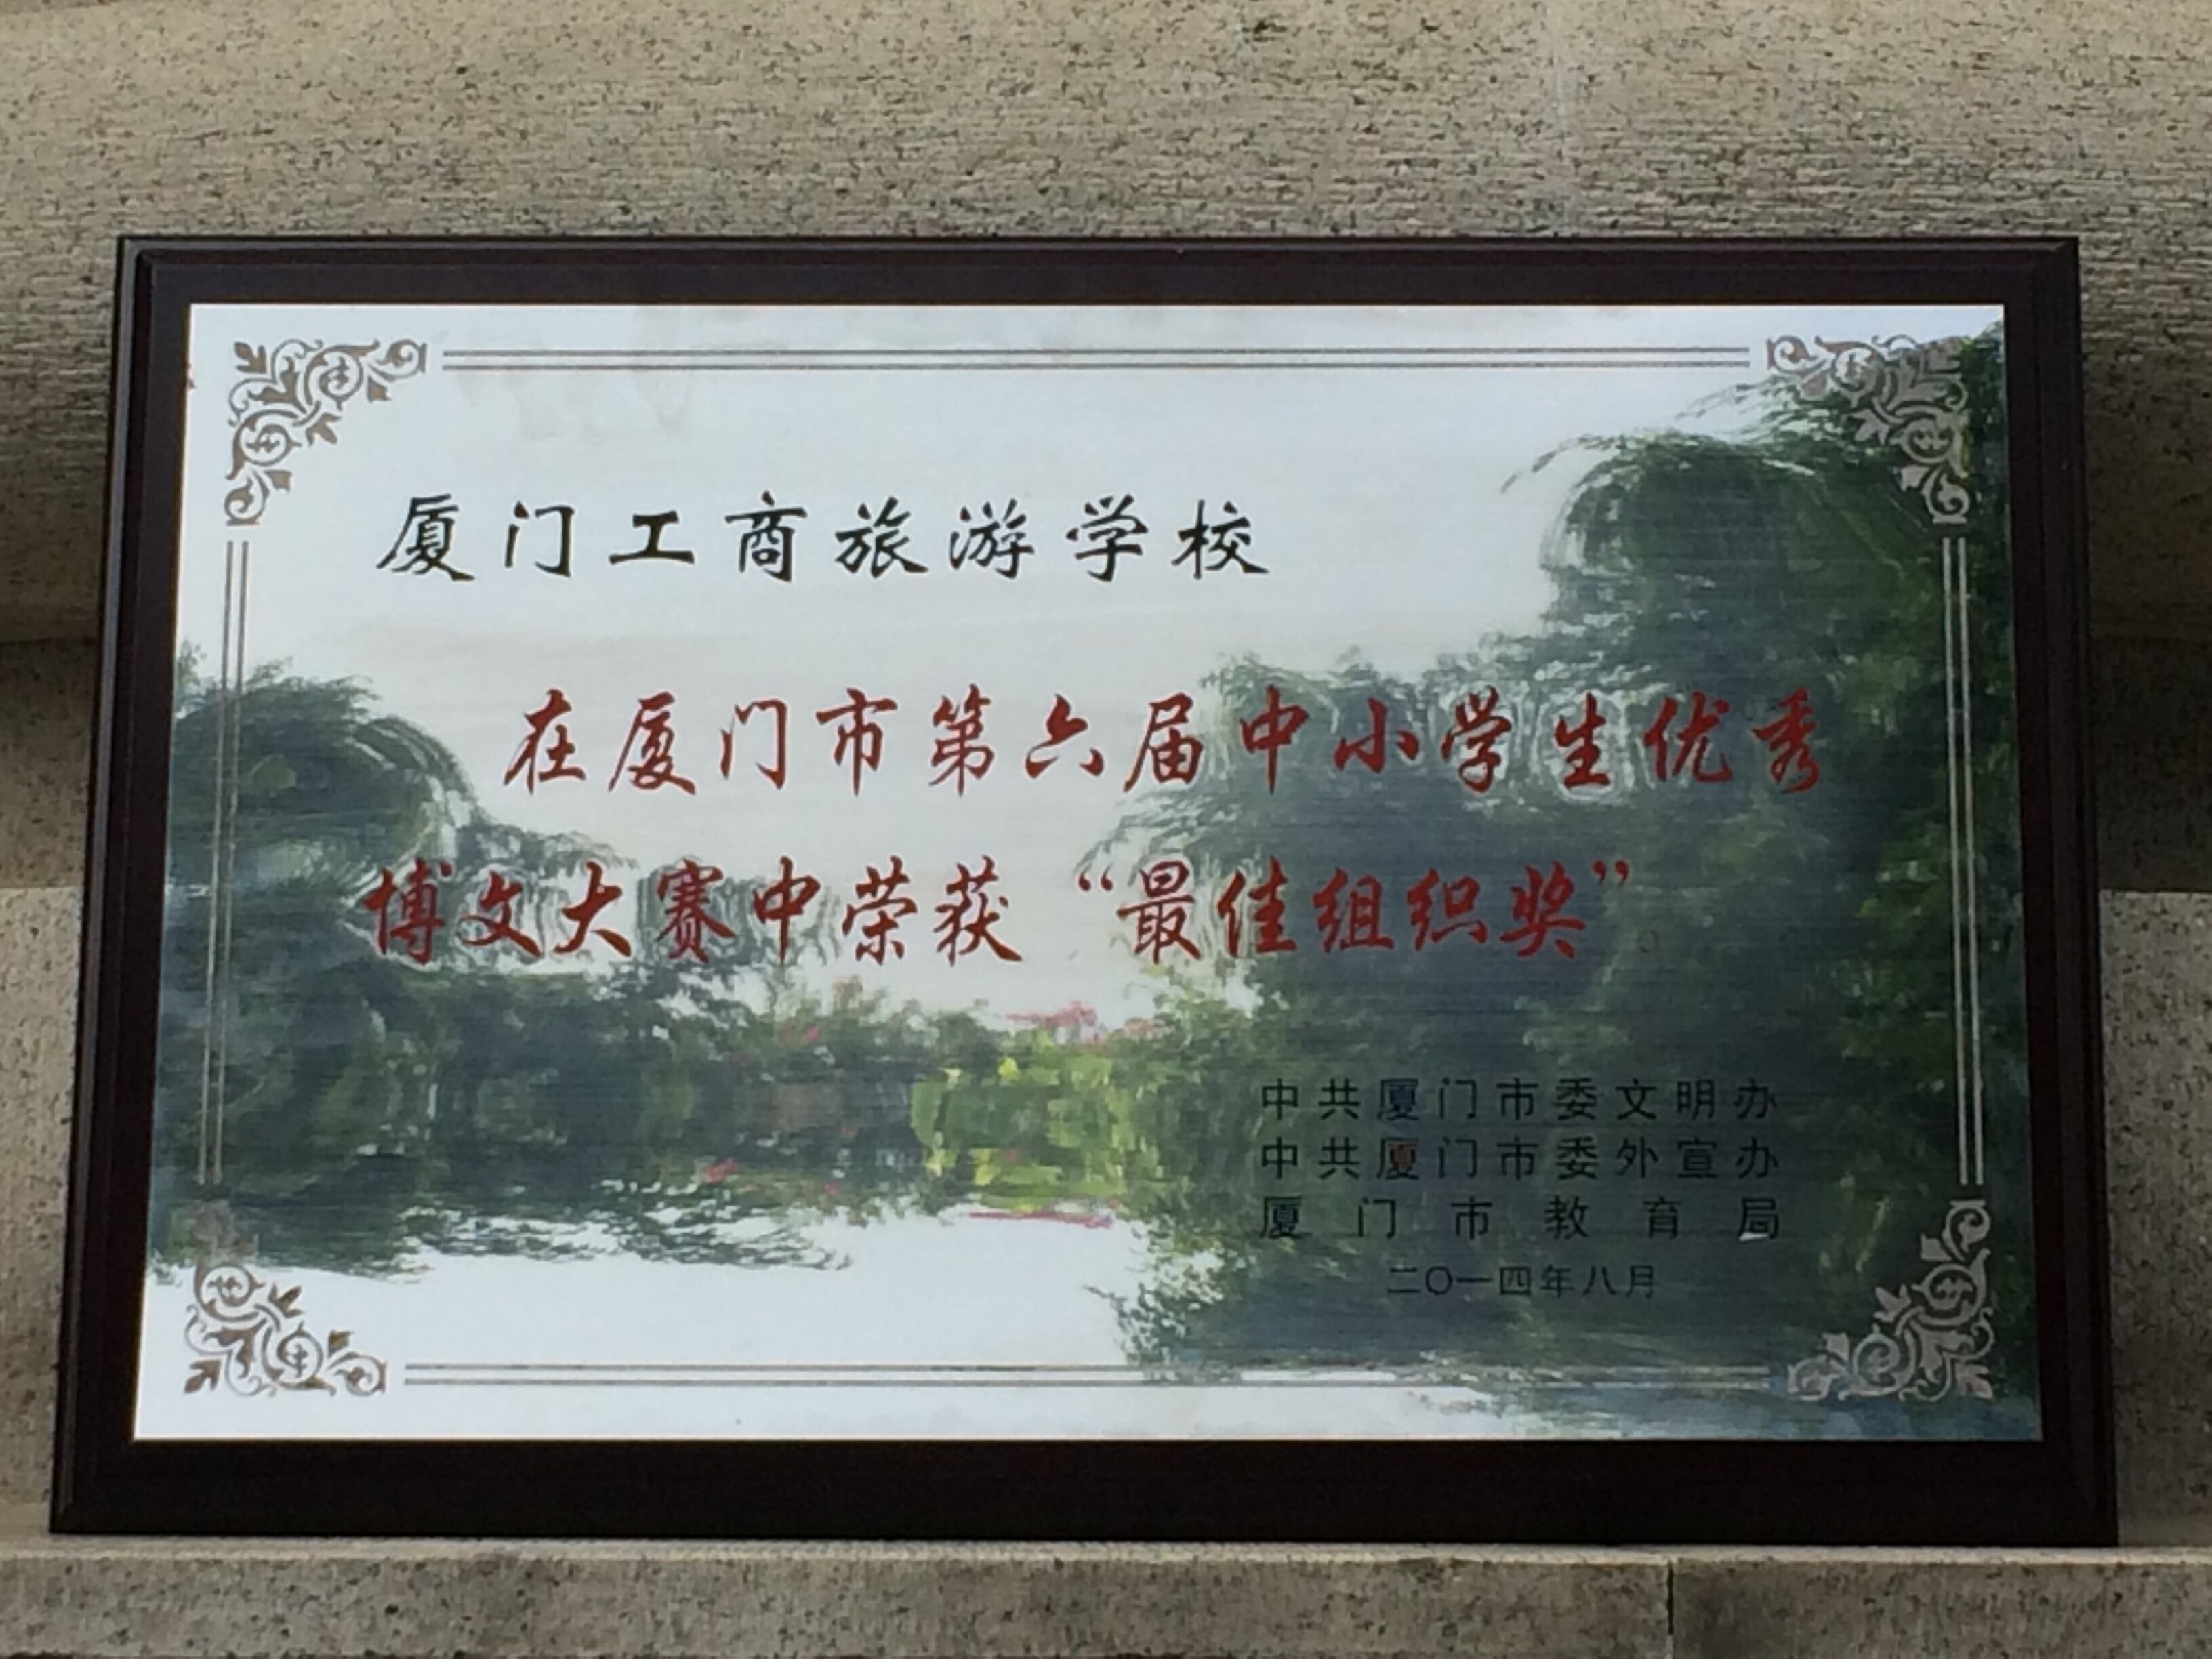 厦门工商旅游学校
在厦门市第六届中小学生优秀
博文大赛中荣获“最佳组织奖”
中共厦门市委文明办
中共厦门市委外宣办
厦门市教育局
二〇一四年八月